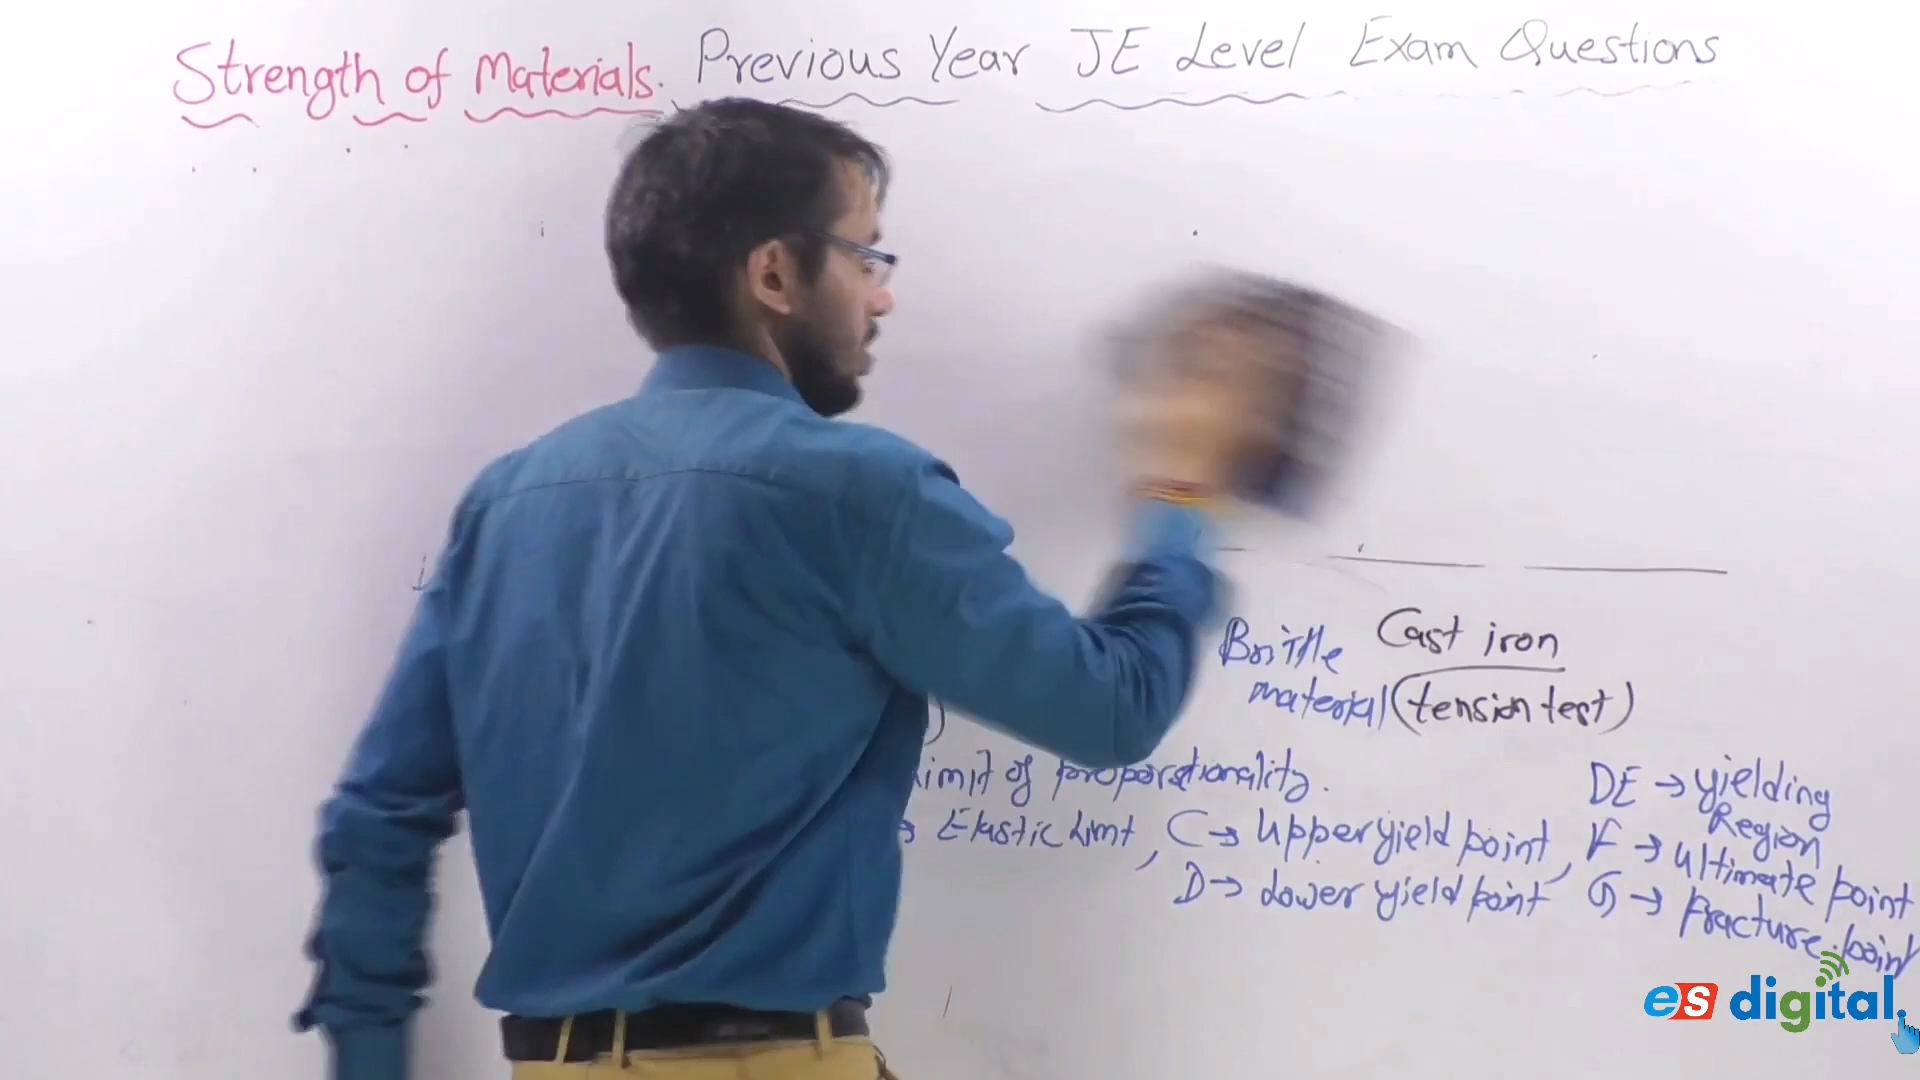 Strength of Materials. Previous Year JE Level Exam Questions
Brittle Cast iron
material (tension test)
limit of proportionality.
→ Elastic Limt, C → Upper yield point,
D → Lower yield point
DE → yielding
Region
F → ultimate point
G → fracture point
es digital.